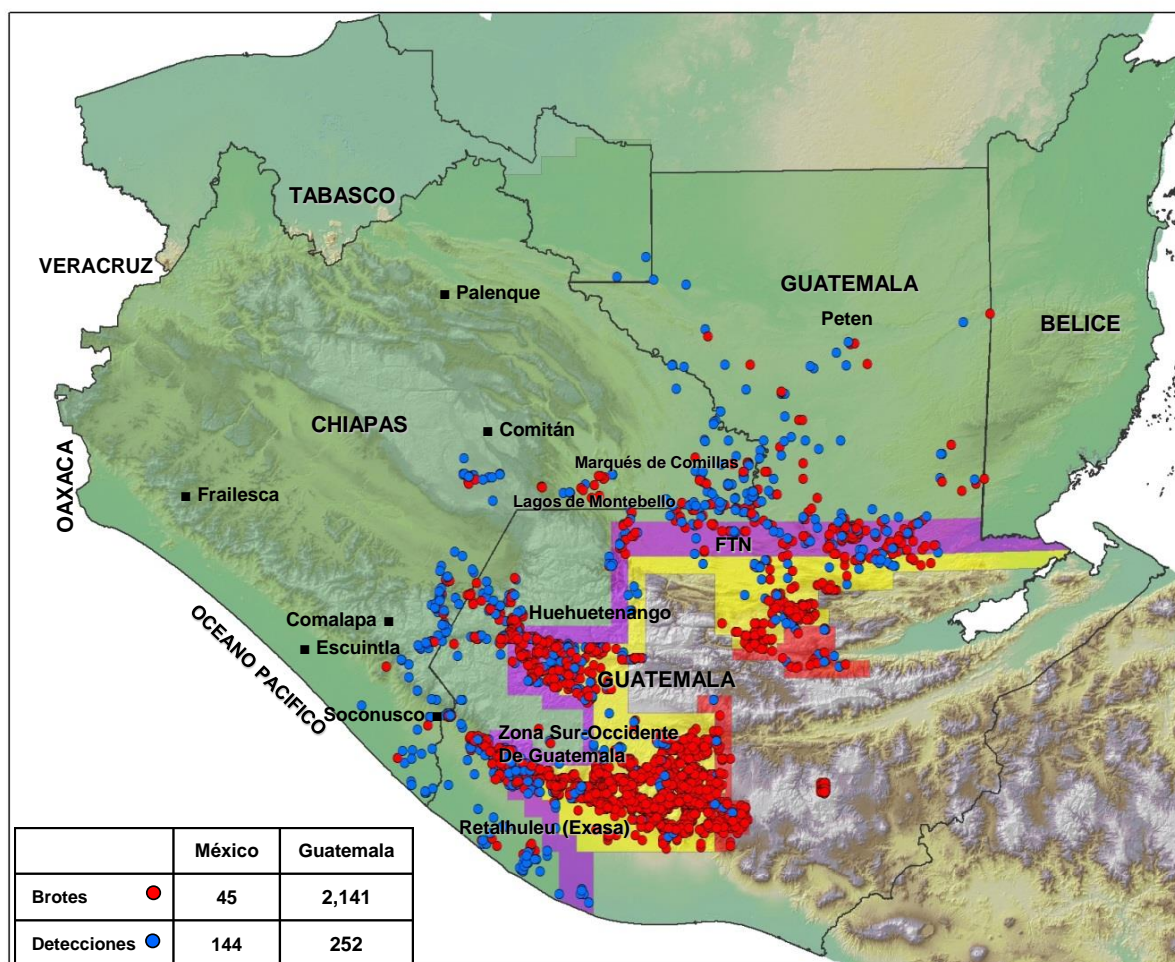 TABASCO
VERACRUZ
Palenque
GUATEMALA
Peten
BELICE
CHIAPAS
Comitán
OAXACA
Marqués de Comillas
Frailesca
Lagos de Montebello
FTN
Huehuetenango
Comalapa
Escuintla
OCEANO PACIFICO
GUATEMALA
Soconusco
Zona Sur-Occidente
De Guatemala
Retalhuleu (Exasa)
México Guatemala
Brotes 45 2,141
Detecciones 144 252